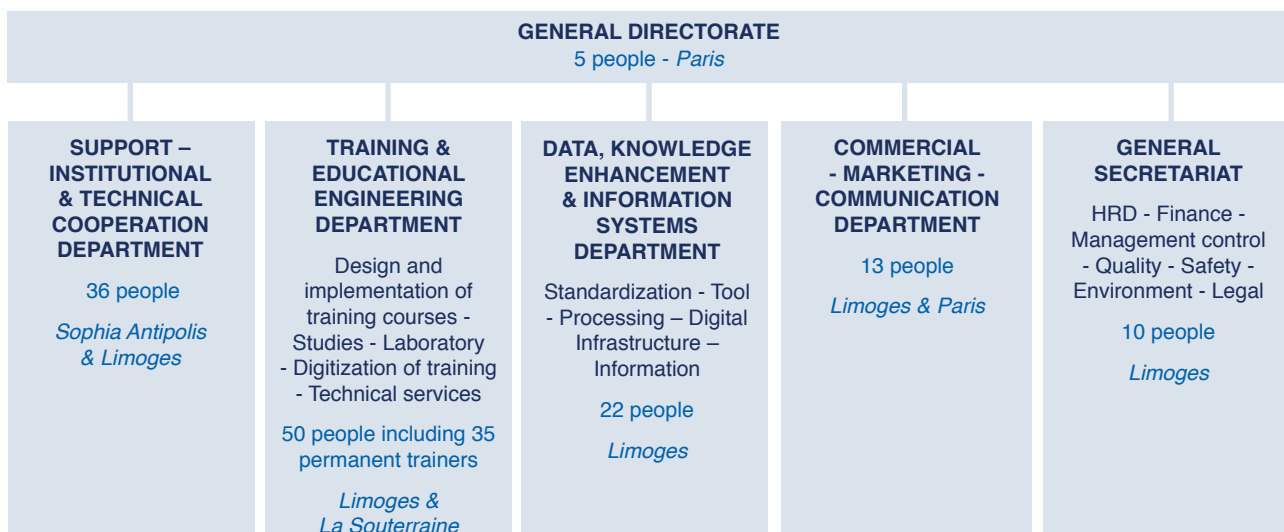 GENERAL DIRECTORATE
5 people - Paris
SUPPORT –
INSTITUTIONAL
& TECHNICAL
COOPERATION
DEPARTMENT
36 people
Sophia Antipolis
& Limoges
TRAINING &
EDUCATIONAL
ENGINEERING
DEPARTMENT
Design and
implementation of
training courses -
Studies - Laboratory
- Digitization of training
- Technical services
50 people including 35
permanent trainers
Limoges &
La Souterraine
DATA, KNOWLEDGE
ENHANCEMENT
& INFORMATION
SYSTEMS
DEPARTMENT
Standardization - Tool
- Processing – Digital
Infrastructure –
Information
22 people
Limoges
COMMERCIAL
- MARKETING -
COMMUNICATION
DEPARTMENT
13 people
Limoges & Paris
GENERAL
SECRETARIAT
HRD - Finance -
Management control
- Quality - Safety -
Environment - Legal
10 people
Limoges